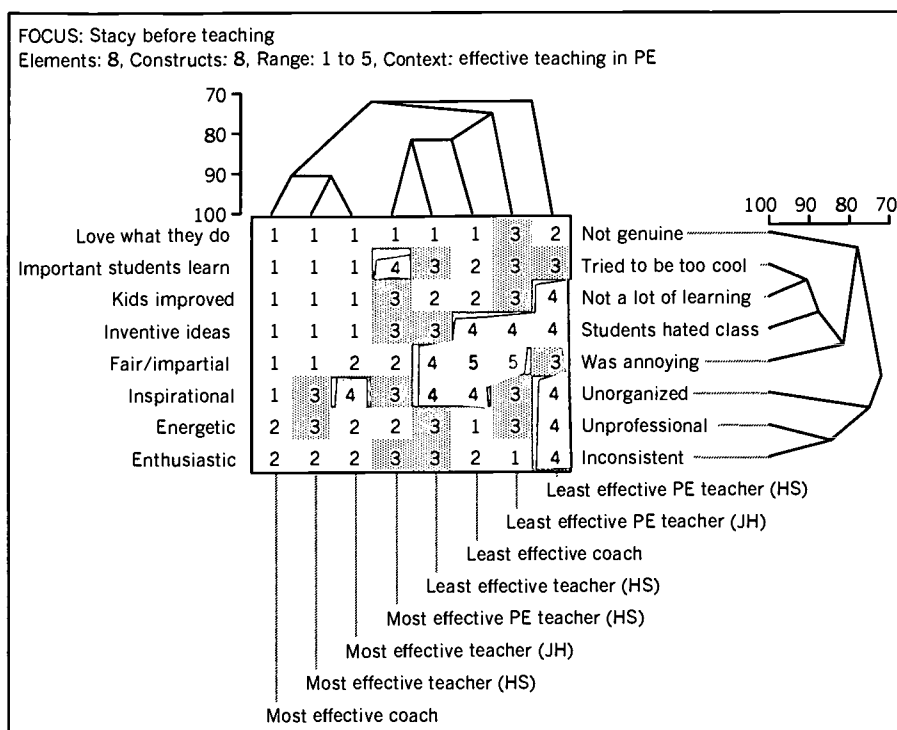 FOCUS: Stacy before teaching
Elements: 8, Constructs: 8, Range: 1 to 5, Context: effective teaching in PE
70
80
90
100
100 90 80 70
Love what they do 1 1 1 1 1 1 3 2 Not genuine
Important students learn 1 1 1 4 3 2 3 3 Tried to be too cool
Kids improved 1 1 1 3 2 2 3 4 Not a lot of learning
Inventive ideas 1 1 1 3 3 4 4 4 Students hated class
Fair/impartial 1 1 2 2 4 5 5 3 Was annoying
Inspirational 1 3 4 3 4 4 3 4 Unorganized
Energetic 2 3 2 2 3 1 3 4 Unprofessional
Enthusiastic 2 2 2 3 3 2 1 4 Inconsistent
Least effective PE teacher (HS)
Least effective PE teacher (JH)
Least effective coach
Least effective teacher (HS)
Most effective PE teacher (HS)
Most effective teacher (JH)
Most effective teacher (HS)
Most effective coach